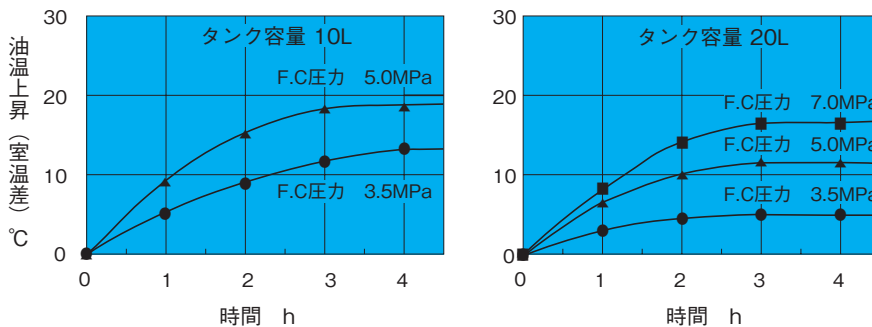 油温上昇（室温差）℃
タンク容量 10L
30
20
10
0
F.C圧力 5.0MPa
F.C圧力 3.5MPa
0 1 2 3 4
時間 h
タンク容量 20L
30
20
10
0
F.C圧力 7.0MPa
F.C圧力 5.0MPa
F.C圧力 3.5MPa
0 1 2 3 4
時間 h